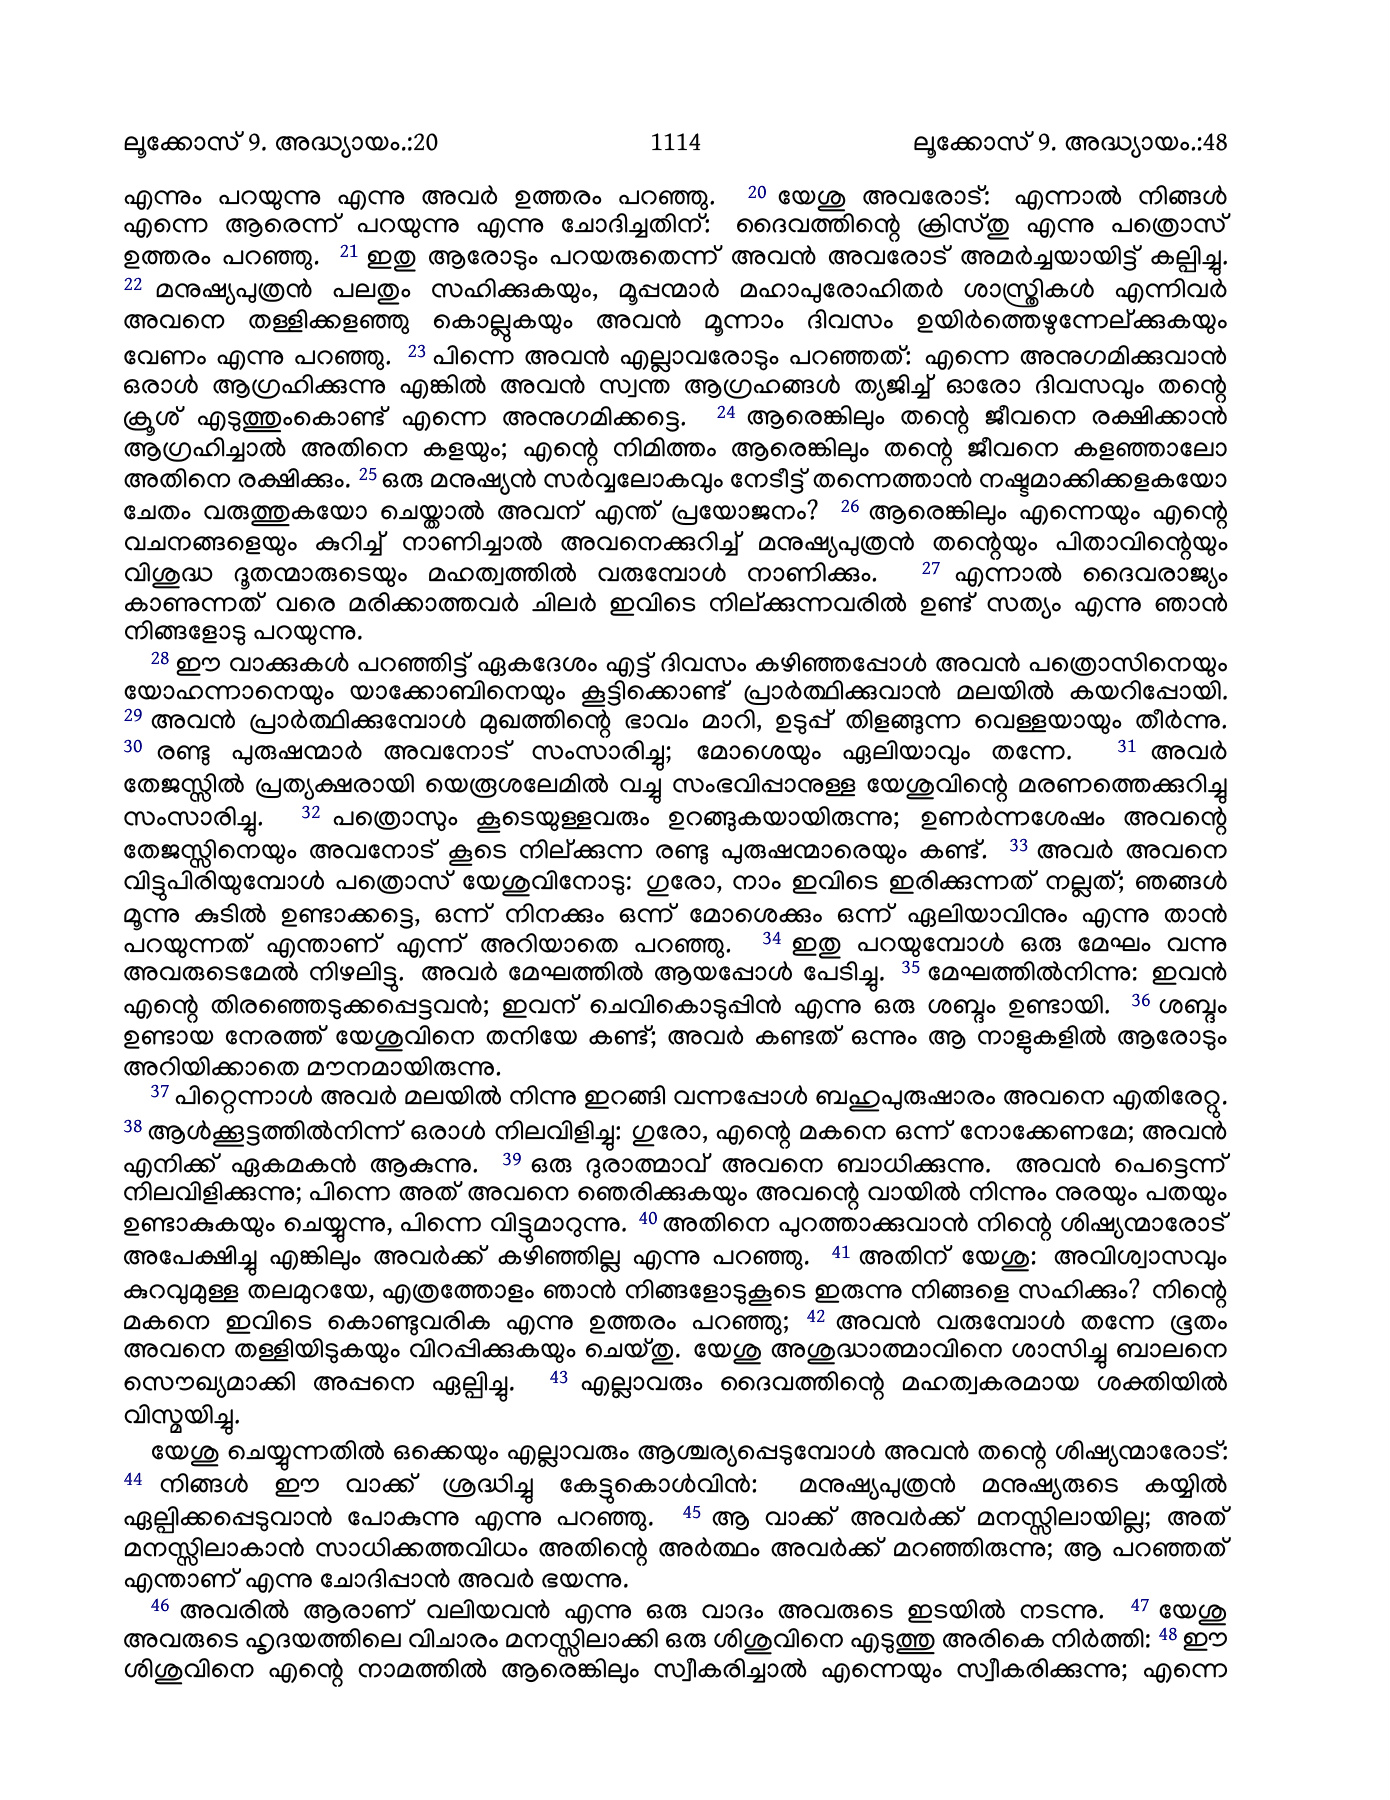 ലൂക്കോസ് 9. അദ്ധ്യായം.:20 1114 ലൂക്കോസ് 9. അദ്ധ്യായം.:48
എന്നും പറയുന്നു എന്നു അവർ ഉത്തരം പറഞ്ഞു. 20 യേശു അവരോട്: എന്നാൽ നിങ്ങൾ
എന്നെ ആരെന്ന് പറയുന്നു എന്നു ചോദിച്ചതിന്: ദൈവത്തിന്റെ ക്രിസ്തു എന്നു പത്രൊസ്
ഉത്തരം പറഞ്ഞു. 21 ഇതു ആരോടും പറയരുതെന്ന് അവൻ അവരോട് അമർച്ചയായിട്ട് കല്പിച്ചു.
22 മനുഷ്യപുത്രൻ പലതും സഹിക്കുകയും, മൂപ്പന്മാർ മഹാപുരോഹിതർ ശാസ്ത്രികൾ എന്നിവർ
അവനെ തള്ളിക്കളഞ്ഞു കൊല്ലുകയും അവൻ മൂന്നാം ദിവസം ഉയിർത്തെഴുന്നേല്ക്കുകയും
വേണം എന്നു പറഞ്ഞു. 23 പിന്നെ അവൻ എല്ലാവരോടും പറഞ്ഞത്: എന്നെ അനുഗമിക്കുവാൻ
ഒരാൾ ആഗ്രഹിക്കുന്നു എങ്കിൽ അവൻ സ്വന്ത ആഗ്രഹങ്ങൾ ത്യജിച്ച് ഓരോ ദിവസവും തന്റെ
ക്രൂശ് എടുത്തുംകൊണ്ട് എന്നെ അനുഗമിക്കട്ടെ. 24 ആരെങ്കിലും തന്റെ ജീവനെ രക്ഷിക്കാൻ
ആഗ്രഹിച്ചാൽ അതിനെ കളയും; എന്റെ നിമിത്തം ആരെങ്കിലും തന്റെ ജീവനെ കളഞ്ഞാലോ
അതിനെ രക്ഷിക്കും. 25 ഒരു മനുഷ്യൻ സർവ്വലോകവും നേടീട്ട് തന്നെത്താൻ നഷ്ടമാക്കിക്കളകയോ
ചേതം വരുത്തുകയോ ചെയ്താൽ അവന് എന്ത് പ്രയോജനം? 26 ആരെങ്കിലും എന്നെയും എന്റെ
വചനങ്ങളെയും കുറിച്ച് നാണിച്ചാൽ അവനെക്കുറിച്ച് മനുഷ്യപുത്രൻ തന്റെയും പിതാവിന്റെയും
വിശുദ്ധ ദൂതന്മാരുടെയും മഹത്വത്തിൽ വരുമ്പോൾ നാണിക്കും. 27 എന്നാൽ ദൈവരാജ്യം
കാണുന്നത് വരെ മരിക്കാത്തവർ ചിലർ ഇവിടെ നില്ക്കുന്നവരിൽ ഉണ്ട് സത്യം എന്നു ഞാൻ
നിങ്ങളോടു പറയുന്നു.
28 ഈ വാക്കുകൾ പറഞ്ഞിട്ട് ഏകദേശം എട്ട് ദിവസം കഴിഞ്ഞപ്പോൾ അവൻ പത്രൊസിനെയും
യോഹന്നാനെയും യാക്കോബിനെയും കൂട്ടിക്കൊണ്ട് പ്രാർത്ഥിക്കുവാൻ മലയിൽ കയറിപ്പോയി.
29 അവൻ പ്രാർത്ഥിക്കുമ്പോൾ മുഖത്തിന്റെ ഭാവം മാറി, ഉടുപ്പ് തിളങ്ങുന്ന വെള്ളയായും തീർന്നു.
30 രണ്ടു പുരുഷന്മാർ അവനോട് സംസാരിച്ചു; മോശെയും ഏലിയാവും തന്നേ. 31 അവർ
തേജസ്സിൽ പ്രത്യക്ഷരായി യെരൂശലേമിൽ വച്ചു സംഭവിപ്പാനുള്ള യേശുവിന്റെ മരണത്തെക്കുറിച്ചു
സംസാരിച്ചു. 32 പത്രൊസും കൂടെയുള്ളവരും ഉറങ്ങുകയായിരുന്നു; ഉണർന്നശേഷം അവന്റെ
തേജസ്സിനെയും അവനോട് കൂടെ നില്ക്കുന്ന രണ്ടു പുരുഷന്മാരെയും കണ്ട്. 33 അവർ അവനെ
വിട്ടുപിരിയുമ്പോൾ പത്രൊസ് യേശുവിനോടു: ഗുരോ, നാം ഇവിടെ ഇരിക്കുന്നത് നല്ലത്; ഞങ്ങൾ
മൂന്നു കുടിൽ ഉണ്ടാക്കട്ടെ, ഒന്ന് നിനക്കും ഒന്ന് മോശെക്കും ഒന്ന് ഏലിയാവിനും എന്നു താൻ
പറയുന്നത് എന്താണ് എന്ന് അറിയാതെ പറഞ്ഞു. 34 ഇതു പറയുമ്പോൾ ഒരു മേഘം വന്നു
അവരുടെമേൽ നിഴലിട്ടു. അവർ മേഘത്തിൽ ആയപ്പോൾ പേടിച്ചു. 35 മേഘത്തിൽനിന്നു: ഇവൻ
എന്റെ തിരഞ്ഞെടുക്കപ്പെട്ടവൻ; ഇവന് ചെവികൊടുപ്പിൻ എന്നു ഒരു ശബ്ദം ഉണ്ടായി. 36 ശബ്ദം
ഉണ്ടായ നേരത്ത് യേശുവിനെ തനിയേ കണ്ട്; അവർ കണ്ടത് ഒന്നും ആ നാളുകളിൽ ആരോടും
അറിയിക്കാതെ മൗനമായിരുന്നു.
37 പിറ്റെന്നാൾ അവർ മലയിൽ നിന്നു ഇറങ്ങി വന്നപ്പോൾ ബഹുപുരുഷാരം അവനെ എതിരേറ്റു.
38 ആൾക്കൂട്ടത്തിൽനിന്ന് ഒരാൾ നിലവിളിച്ചു: ഗുരോ, എന്റെ മകനെ ഒന്ന് നോക്കേണമേ; അവൻ
എനിക്ക് ഏകമകൻ ആകുന്നു. 39 ഒരു ദുരാത്മാവ് അവനെ ബാധിക്കുന്നു. അവൻ പെട്ടെന്ന്
നിലവിളിക്കുന്നു; പിന്നെ അത് അവനെ ഞെരിക്കുകയും അവന്റെ വായിൽ നിന്നും നുരയും പതയും
ഉണ്ടാകുകയും ചെയ്യുന്നു, പിന്നെ വിട്ടുമാറുന്നു. 40 അതിനെ പുറത്താക്കുവാൻ നിന്റെ ശിഷ്യന്മാരോട്
അപേക്ഷിച്ചു എങ്കിലും അവർക്ക് കഴിഞ്ഞില്ല എന്നു പറഞ്ഞു. 41 അതിന് യേശു: അവിശ്വാസവും
കുറവുമുള്ള തലമുറയേ, എത്രത്തോളം ഞാൻ നിങ്ങളോടുകൂടെ ഇരുന്നു നിങ്ങളെ സഹിക്കും? നിന്റെ
മകനെ ഇവിടെ കൊണ്ടുവരിക എന്നു ഉത്തരം പറഞ്ഞു; 42 അവൻ വരുമ്പോൾ തന്നേ ഭൂതം
അവനെ തള്ളിയിടുകയും വിറപ്പിക്കുകയും ചെയ്തു. യേശു അശുദ്ധാത്മാവിനെ ശാസിച്ചു ബാലനെ
സൌഖ്യമാക്കി അപ്പനെ ഏല്പിച്ചു. 43 എല്ലാവരും ദൈവത്തിന്റെ മഹത്വകരമായ ശക്തിയിൽ
വിസ്മയിച്ചു.
യേശു ചെയ്യുന്നതിൽ ഒക്കെയും എല്ലാവരും ആശ്ചര്യപ്പെടുമ്പോൾ അവൻ തന്റെ ശിഷ്യന്മാരോട്:
44 നിങ്ങൾ ഈ വാക്ക് ശ്രദ്ധിച്ചു കേട്ടുകൊൾവിൻ: മനുഷ്യപുത്രൻ മനുഷ്യരുടെ കയ്യിൽ
ഏല്പിക്കപ്പെടുവാൻ പോകുന്നു എന്നു പറഞ്ഞു. 45 ആ വാക്ക് അവർക്ക് മനസ്സിലായില്ല; അത്
മനസ്സിലാകാൻ സാധിക്കത്തവിധം അതിന്റെ അർത്ഥം അവർക്ക് മറഞ്ഞിരുന്നു; ആ പറഞ്ഞത്
എന്താണ് എന്നു ചോദിപ്പാൻ അവർ ഭയന്നു.
46 അവരിൽ ആരാണ് വലിയവൻ എന്നു ഒരു വാദം അവരുടെ ഇടയിൽ നടന്നു. 47 യേശു
അവരുടെ ഹൃദയത്തിലെ വിചാരം മനസ്സിലാക്കി ഒരു ശിശുവിനെ എടുത്തു അരികെ നിർത്തി: 48 ഈ
ശിശുവിനെ എന്റെ നാമത്തിൽ ആരെങ്കിലും സ്വീകരിച്ചാൽ എന്നെയും സ്വീകരിക്കുന്നു; എന്നെ